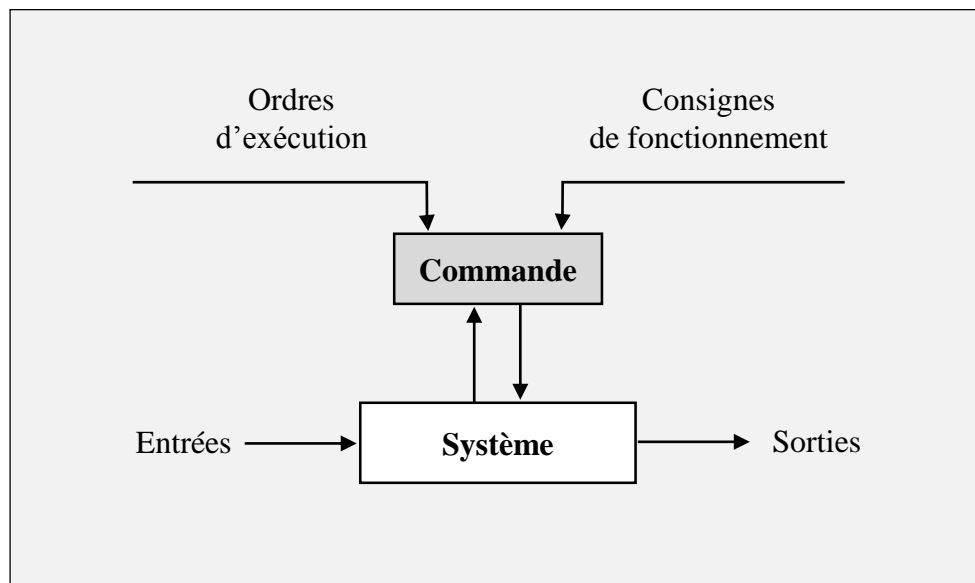 Ordres
d’exécution
Consignes
de fonctionnement
Commande
Entrées
Système
Sorties